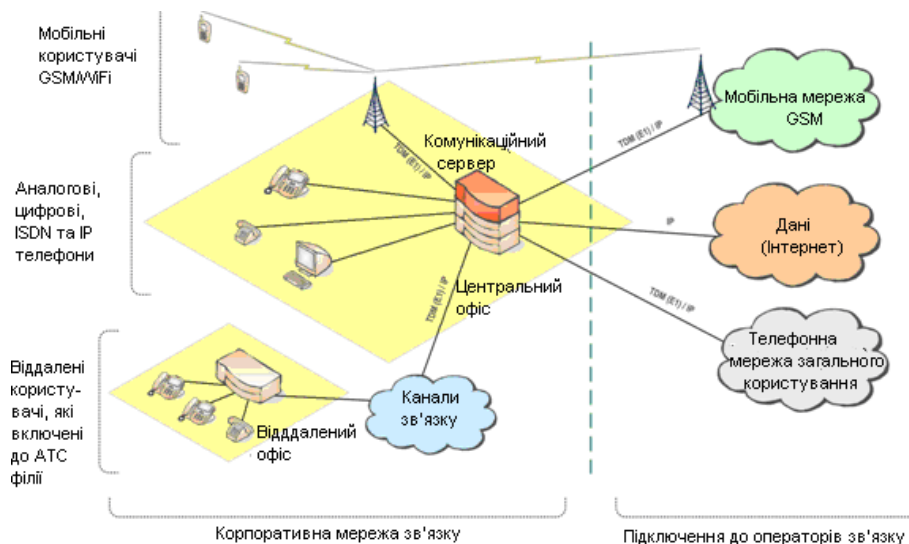 Мобільні
користувачі
GSM/WiFi
Мобільна мережа
GSM
TDM (E1) / IP
Комунікаційний
сервер
TDM (E1) / IP
Аналогові,
цифрові,
ISDN та IP
телефони
IP
Дані
(Інтернет)
Центральний
офіс
TDM (E1) / IP
TDM (E1) / IP
Телефонна
мережа загального
користування
Віддалені
користу-
вачі, які
включені
до АТС
філії
Відддалений
офіс
Канали
зв'язку
Корпоративна мережа зв'язку
Підключення до операторів зв'язку